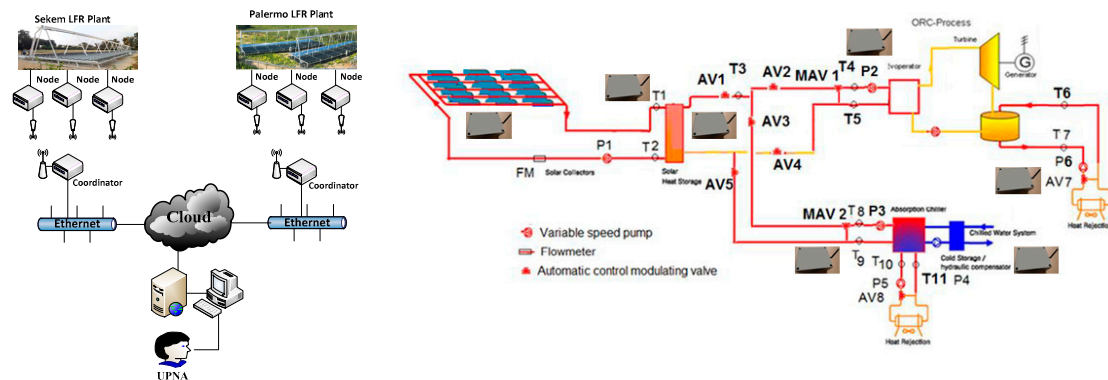 Sekem LFR Plant
Palermo LFR Plant
Node
Node
Node
Node
Node
Node
Coordinator
Coordinator
Ethernet
Cloud
Ethernet
UPNA
ORC-Process
Turbine
G
Generator
Evaporator
T1
AV1
T3
AV2
MAV 1
T4
P2
T5
T6
T7
P6
AV7
Heat Rejection
AV3
AV4
P1
T2
FM
Solar Collectors
Solar
Heat Storage
AV5
MAV 2
T8
P3
Absorption Chiller
Chilled Water System
T9
T10
Cold Storage /
hydraulic compensator
T11
P4
P5
AV8
Heat Rejection
Variable speed pump
Flowmeter
Automatic control modulating valve